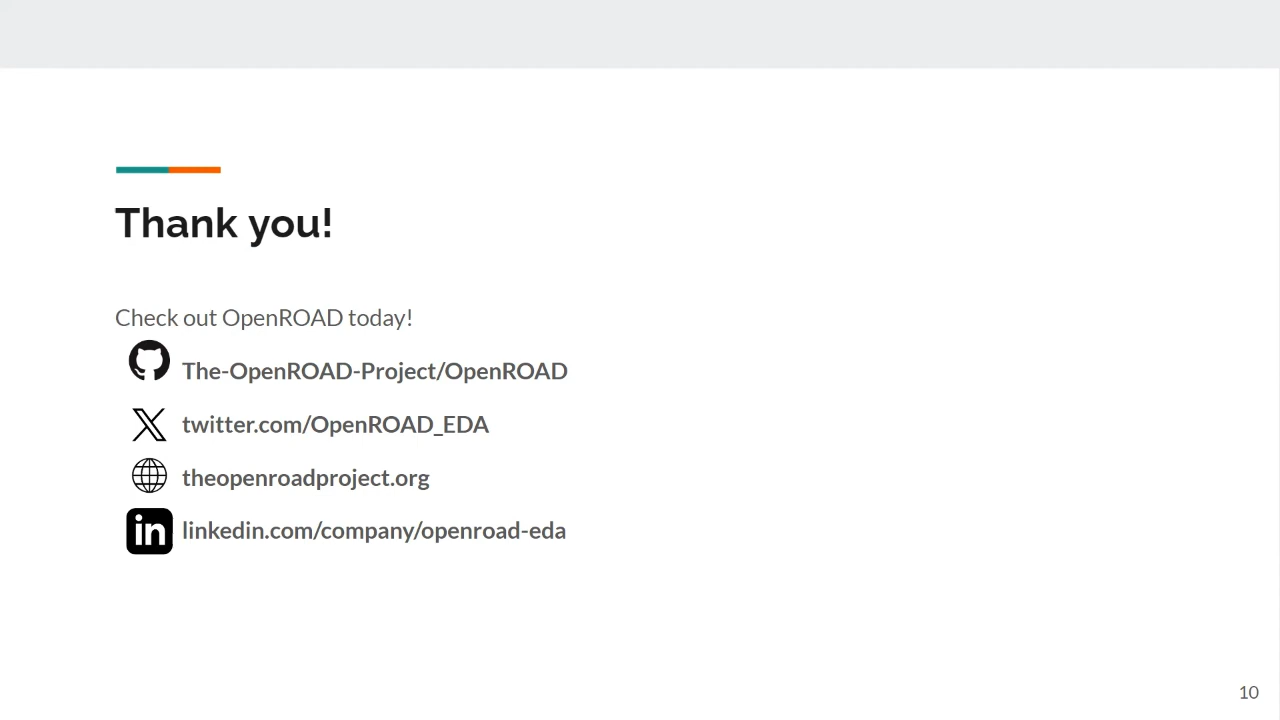 Thank you!
Check out OpenROAD today!
The-OpenROAD-Project/OpenROAD
twitter.com/OpenROAD_EDA
theopenroadproject.org
in linkedin.com/company/openroad-eda
10